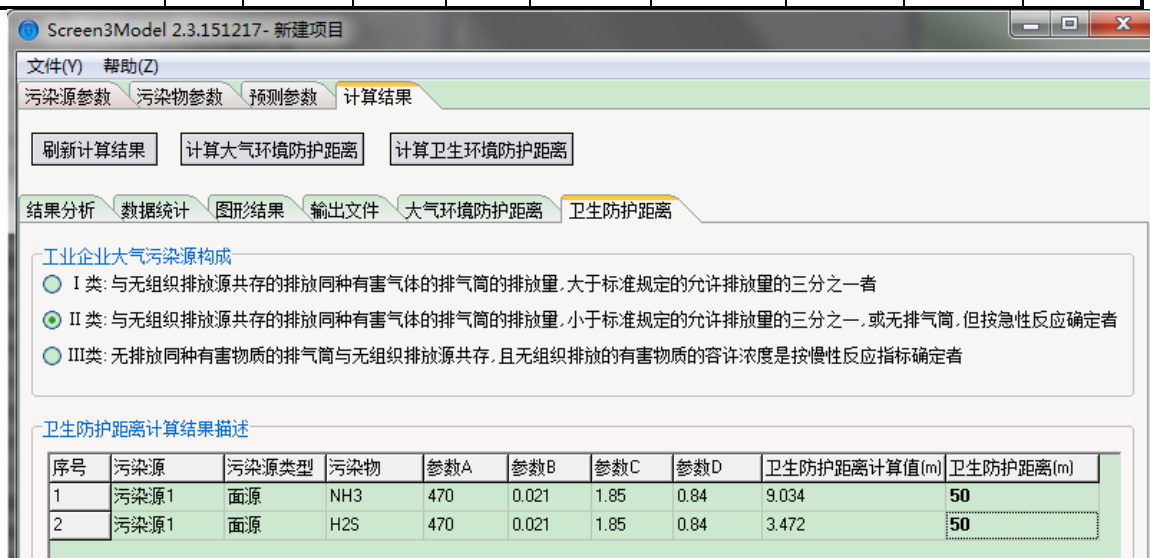 Screen3Model 2.3.151217- 新建项目
文件(Y) 帮助(Z)
污染源参数 污染物参数 预测参数 计算结果
刷新计算结果 计算大气环境防护距离 计算卫生环境防护距离
结果分析 数据统计 图形结果 输出文件 大气环境防护距离 卫生防护距离
工业企业大气污染源构成
I 类: 与无组织排放源共存的排放同种有害气体的排气筒的排放量,大于标准规定的允许排放量的三分之一者
II 类: 与无组织排放源共存的排放同种有害气体的排气筒的排放量,小于标准规定的允许排放量的三分之一,或无排气筒,但按急性反应确定者
III类: 无排放同种有害物质的排气筒与无组织排放源共存,且无组织排放的有害物质的容许浓度是按慢性反应指标确定者
卫生防护距离计算结果描述
序号 污染源 污染源类型 污染物 参数A 参数B 参数C 参数D 卫生防护距离计算值(m) 卫生防护距离(m)
1 污染源1 面源 NH3 470 0.021 1.85 0.84 9.034 50
2 污染源1 面源 H2S 470 0.021 1.85 0.84 3.472 50